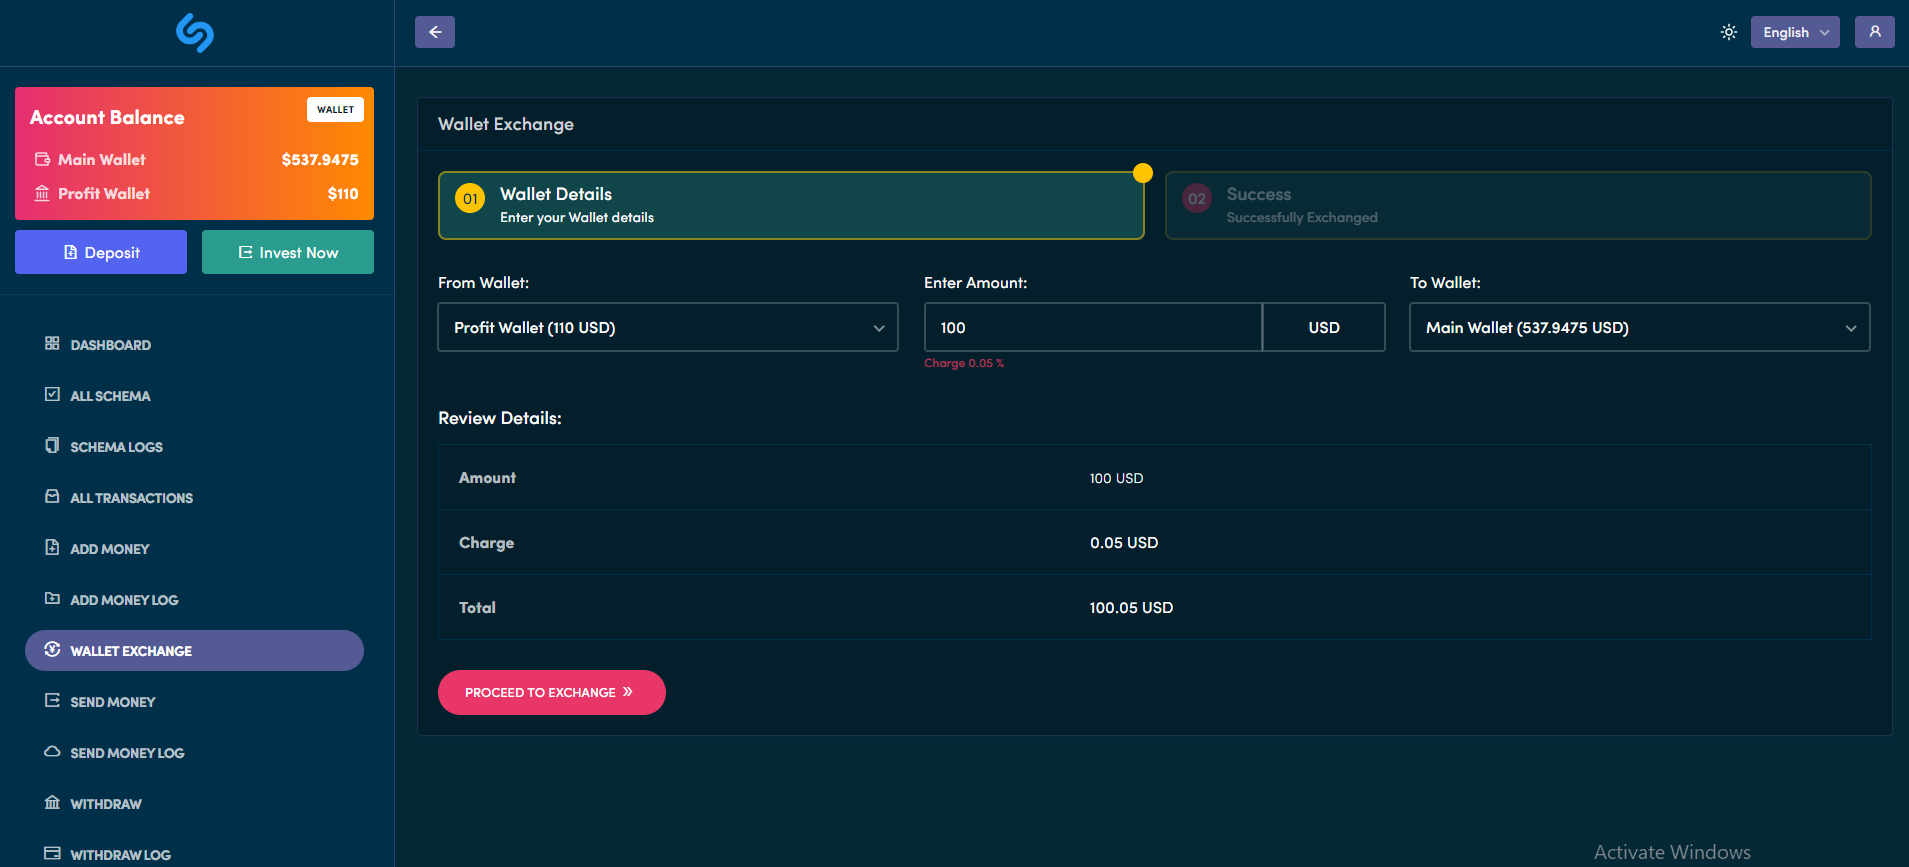 English
Account Balance
WALLET
Main Wallet $537.9475
Profit Wallet $110
Deposit
Invest Now
DASHBOARD
ALL SCHEMA
SCHEMA LOGS
ALL TRANSACTIONS
ADD MONEY
ADD MONEY LOG
WALLET EXCHANGE
SEND MONEY
SEND MONEY LOG
WITHDRAW
WITHDRAW LOG
Wallet Exchange
01 Wallet Details
Enter your Wallet details
02 Success
Successfully Exchanged
From Wallet:
Profit Wallet (110 USD)
Enter Amount:
100 USD
Charge 0.05 %
To Wallet:
Main Wallet (537.9475 USD)
Review Details:
Amount 100 USD
Charge 0.05 USD
Total 100.05 USD
PROCEED TO EXCHANGE »
Activate Windows